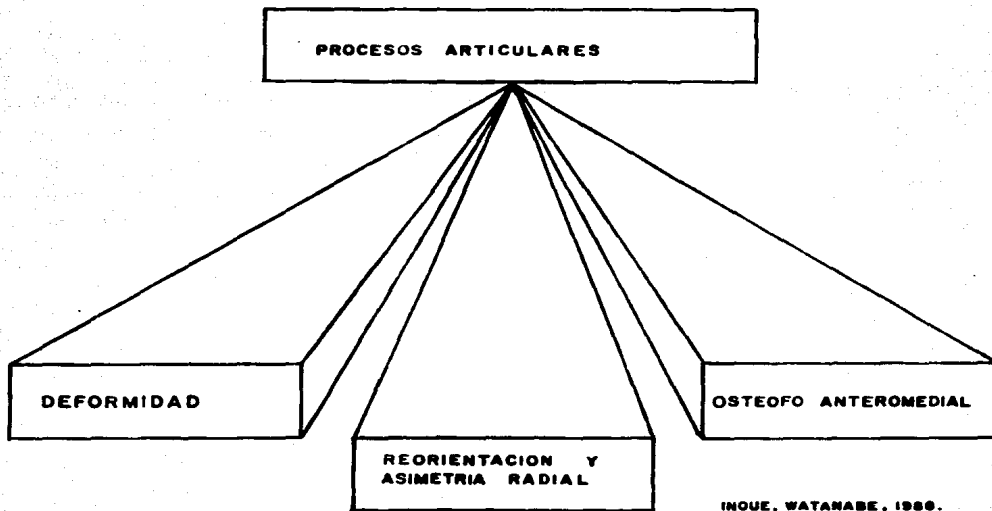 PROCESOS ARTICULARES
DEFORMIDAD
OSTEOFO ANTEROMEDIAL
REORIENTACION Y
ASIMETRIA RADIAL
INOUE, WATANABE, 1988.